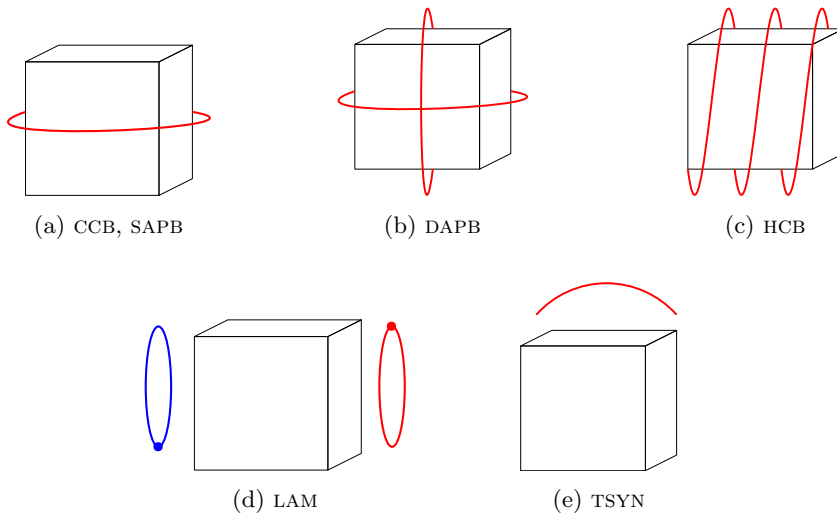 (a) CCB, SAPB
(b) DAPB
(c) HCB
(d) LAM
(e) TSYN